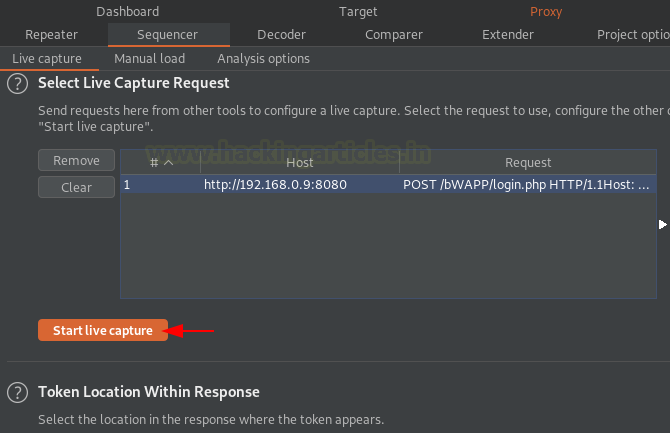 Dashboard Target Proxy
Repeater Sequencer Decoder Comparer Extender Project optio
Live capture Manual load Analysis options
? Select Live Capture Request
Send requests here from other tools to configure a live capture. Select the request to use, configure the other o
"Start live capture".
www.hackingarticles.in
Remove # Host Request
Clear 1 http://192.168.0.9:8080 POST /bWAPP/login.php HTTP/1.1Host: ...
Start live capture
? Token Location Within Response
Select the location in the response where the token appears.